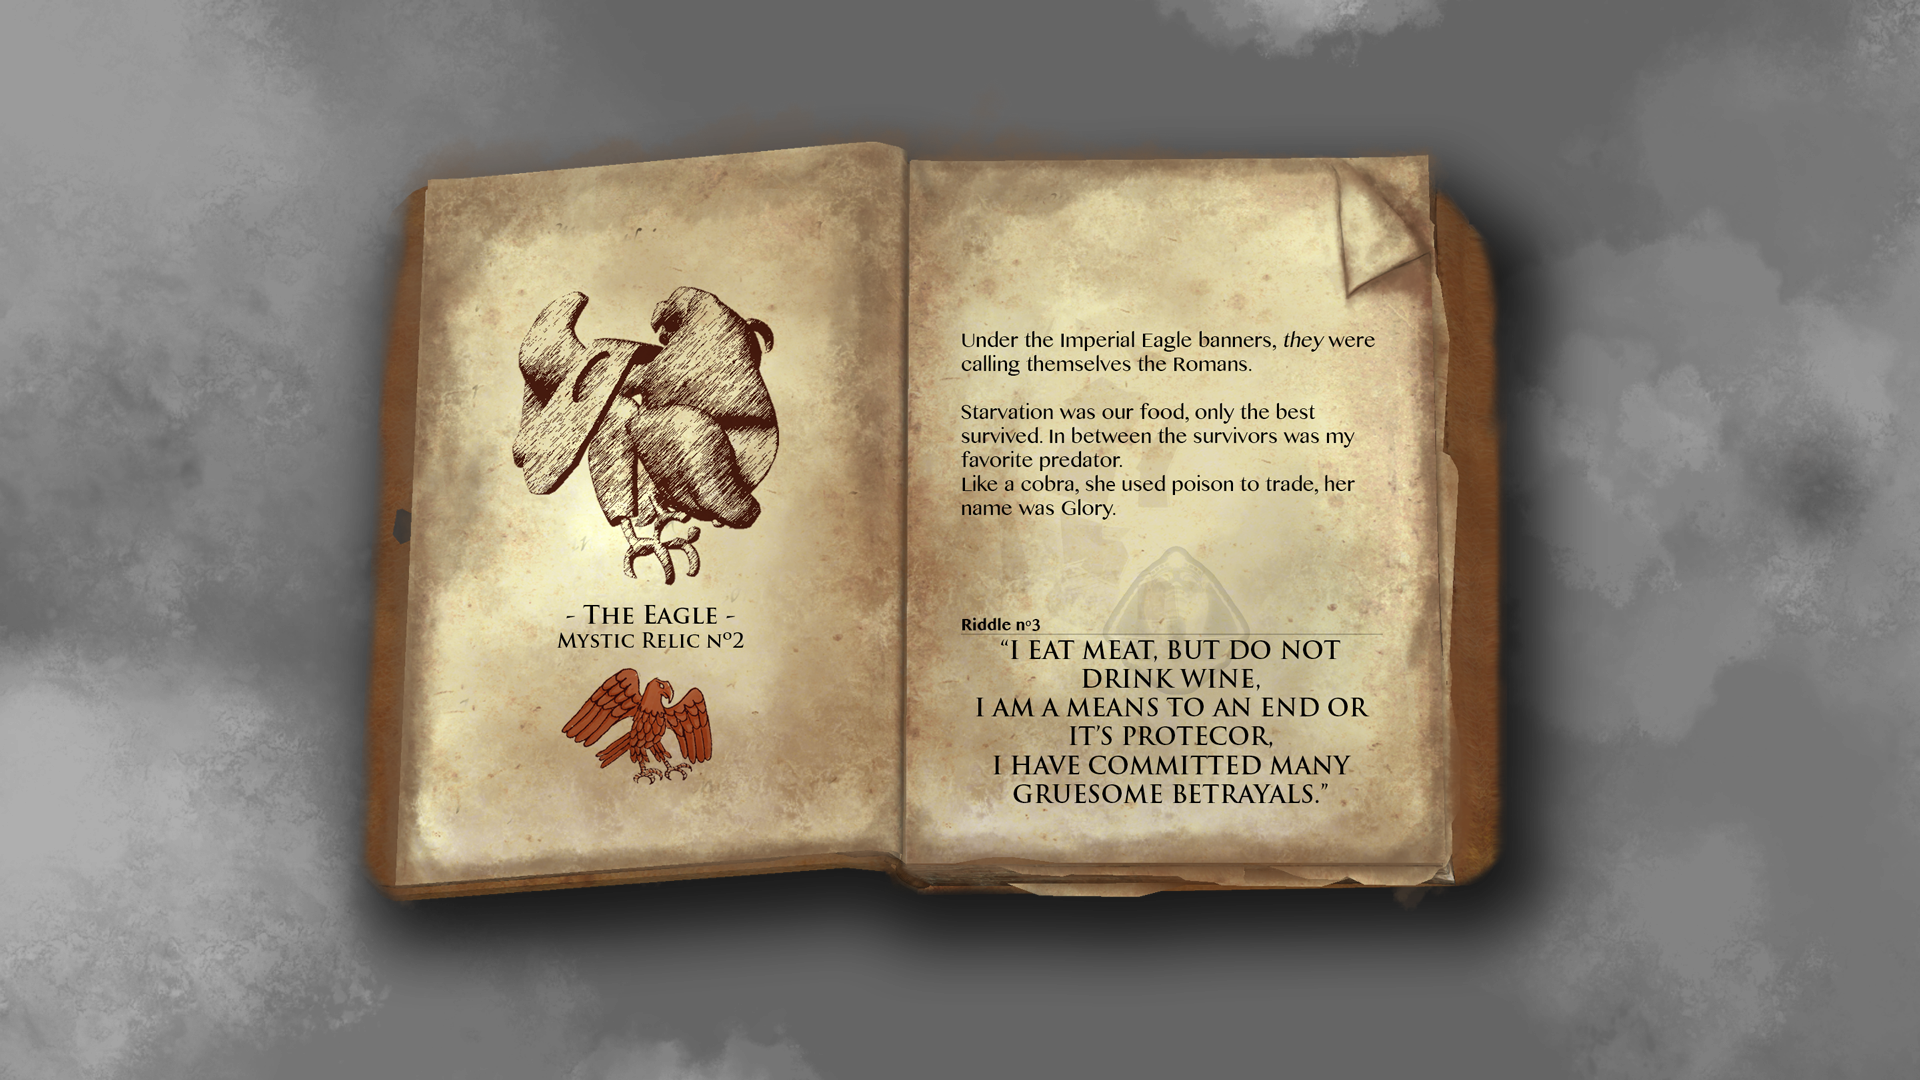 - The Eagle -
Mystic Relic nº2
Under the Imperial Eagle banners, they were
calling themselves the Romans.
Starvation was our food, only the best
survived. In between the survivors was my
favorite predator.
Like a cobra, she used poison to trade, her
name was Glory.
Riddle nº3
“I EAT MEAT, BUT DO NOT
DRINK WINE,
I AM A MEANS TO AN END OR
IT’S PROTECOR,
I HAVE COMMITTED MANY
GRUESOME BETRAYALS.”